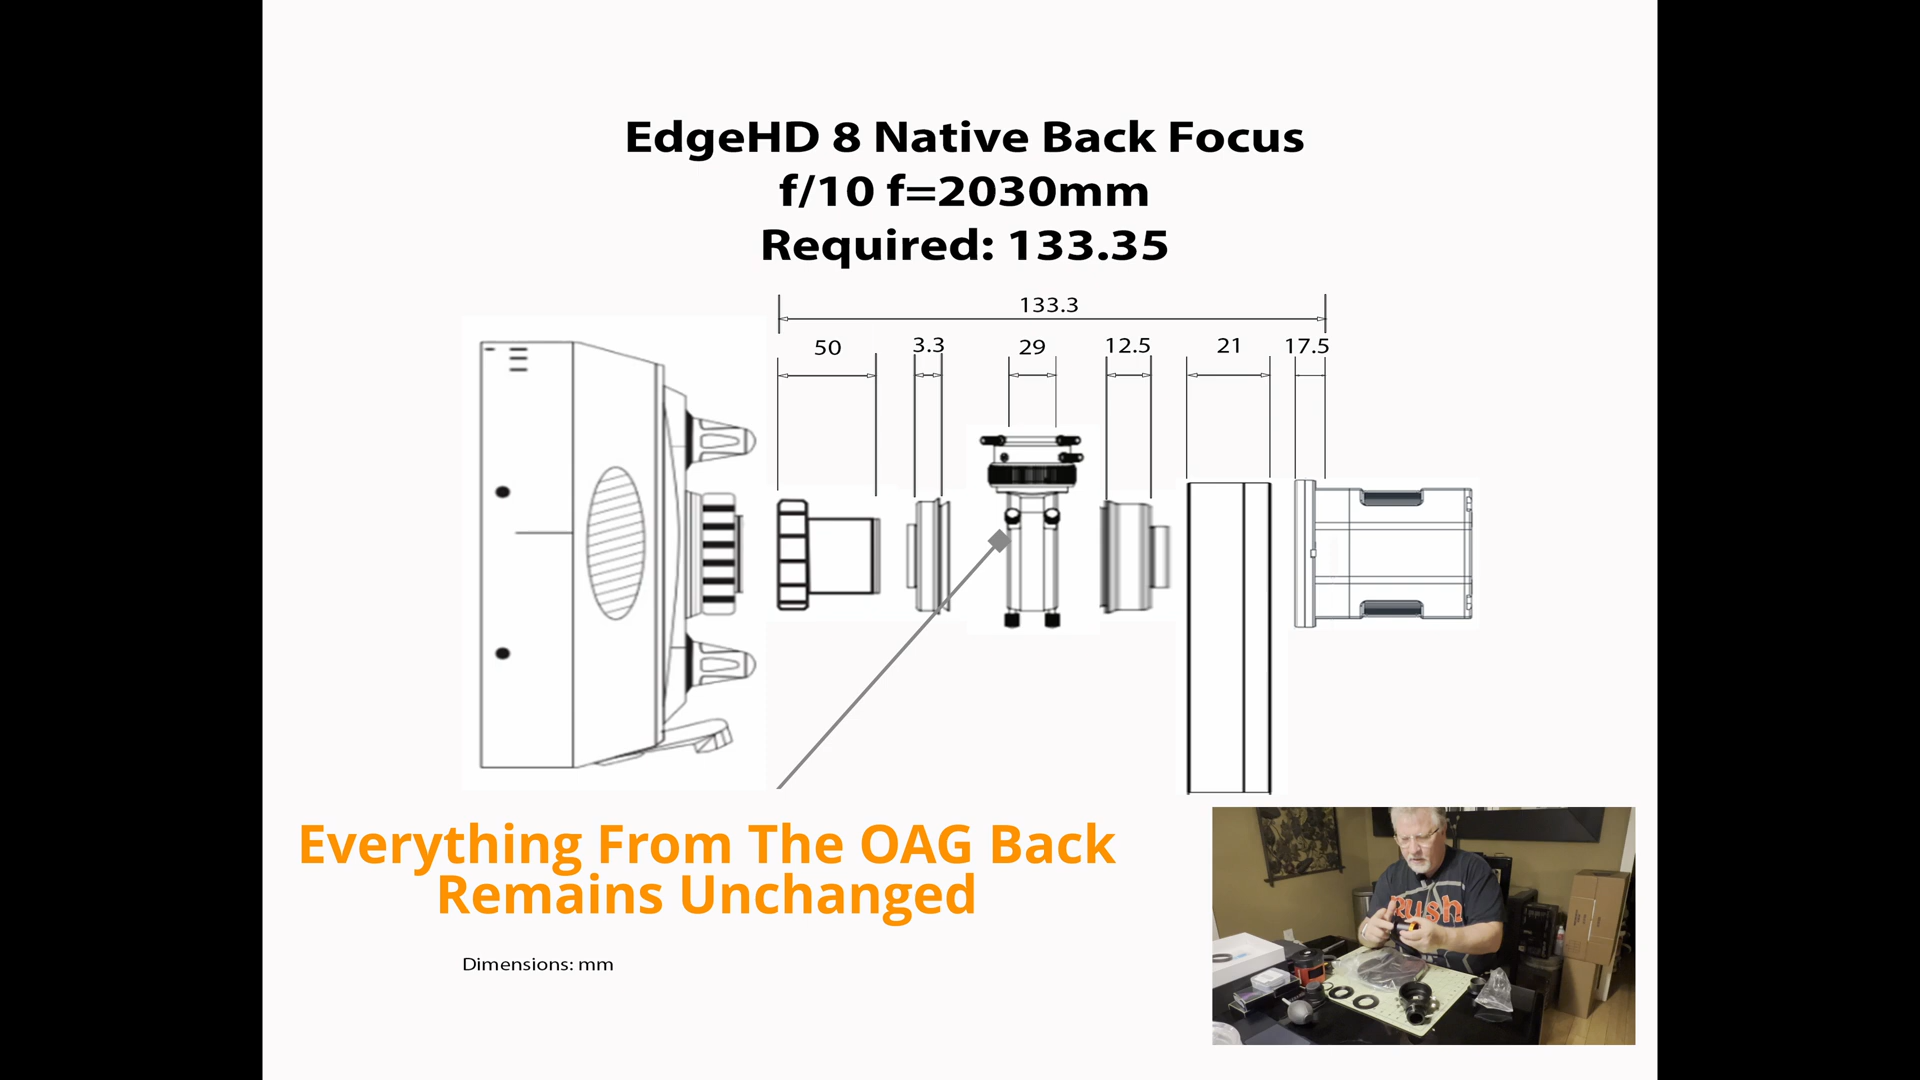 EdgeHD 8 Native Back Focus
f/10 f=2030mm
Required: 133.35
133.3
50 3.3 29 12.5 21 17.5
Everything From The OAG Back
Remains Unchanged
Dimensions: mm
Rush